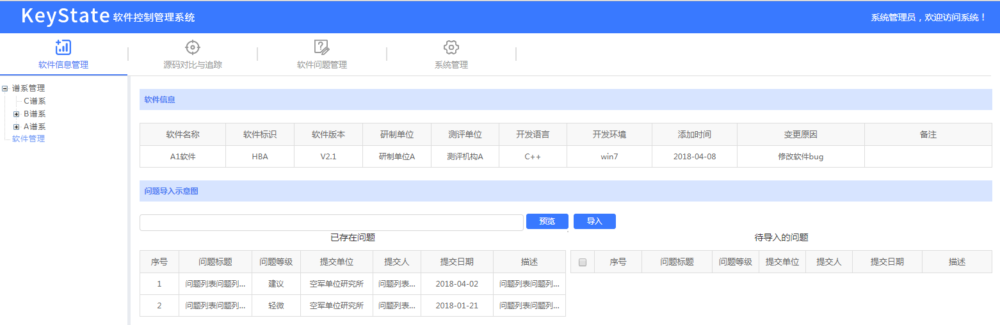 KeyState 软件控制管理系统 系统管理员，欢迎访问系统！
软件信息管理 源码对比与追踪 软件问题管理 系统管理
谱系管理
C谱系
B谱系
A谱系
软件管理
软件信息
软件名称 软件标识 软件版本 研制单位 测评单位 开发语言 开发环境 添加时间 变更原因 备注
A1软件 HBA V2.1 研制单位A 测评机构A C++ win7 2018-04-08 修改软件bug
问题导入示意图
预览 导入
已存在问题 待导入的问题
序号 问题标题 问题等级 提交单位 提交人 提交日期 描述 序号 问题标题 问题等级 提交单位 提交人 提交日期 描述
1 问题列表问题列... 建议 空军单位研究所 问题列表... 2018-04-02 问题列表问题列...
2 问题列表问题列... 轻微 空军单位研究所 问题列表... 2018-01-21 问题列表问题列...